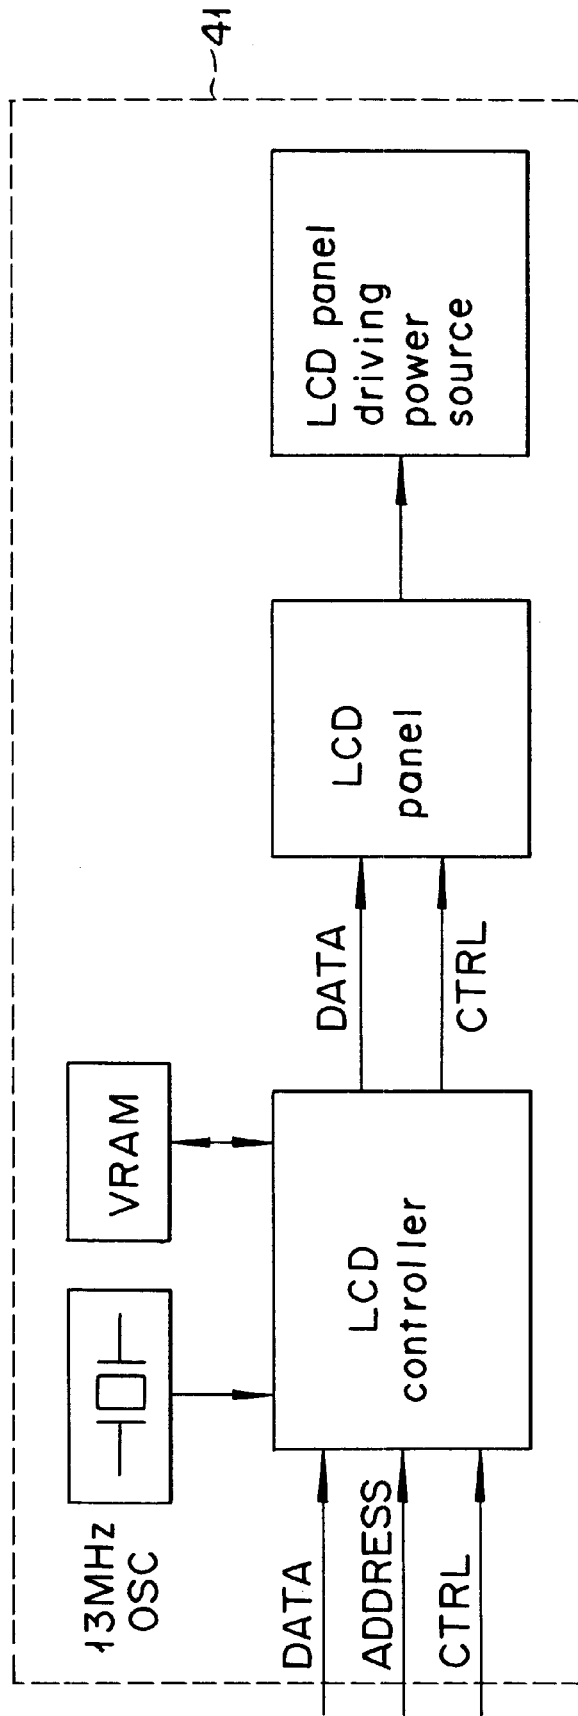 41
13MHz
OSC
VRAM
DATA
ADDRESS
CTRL
LCD
controller
DATA
CTRL
LCD
panel
LCD panel
driving
power
source